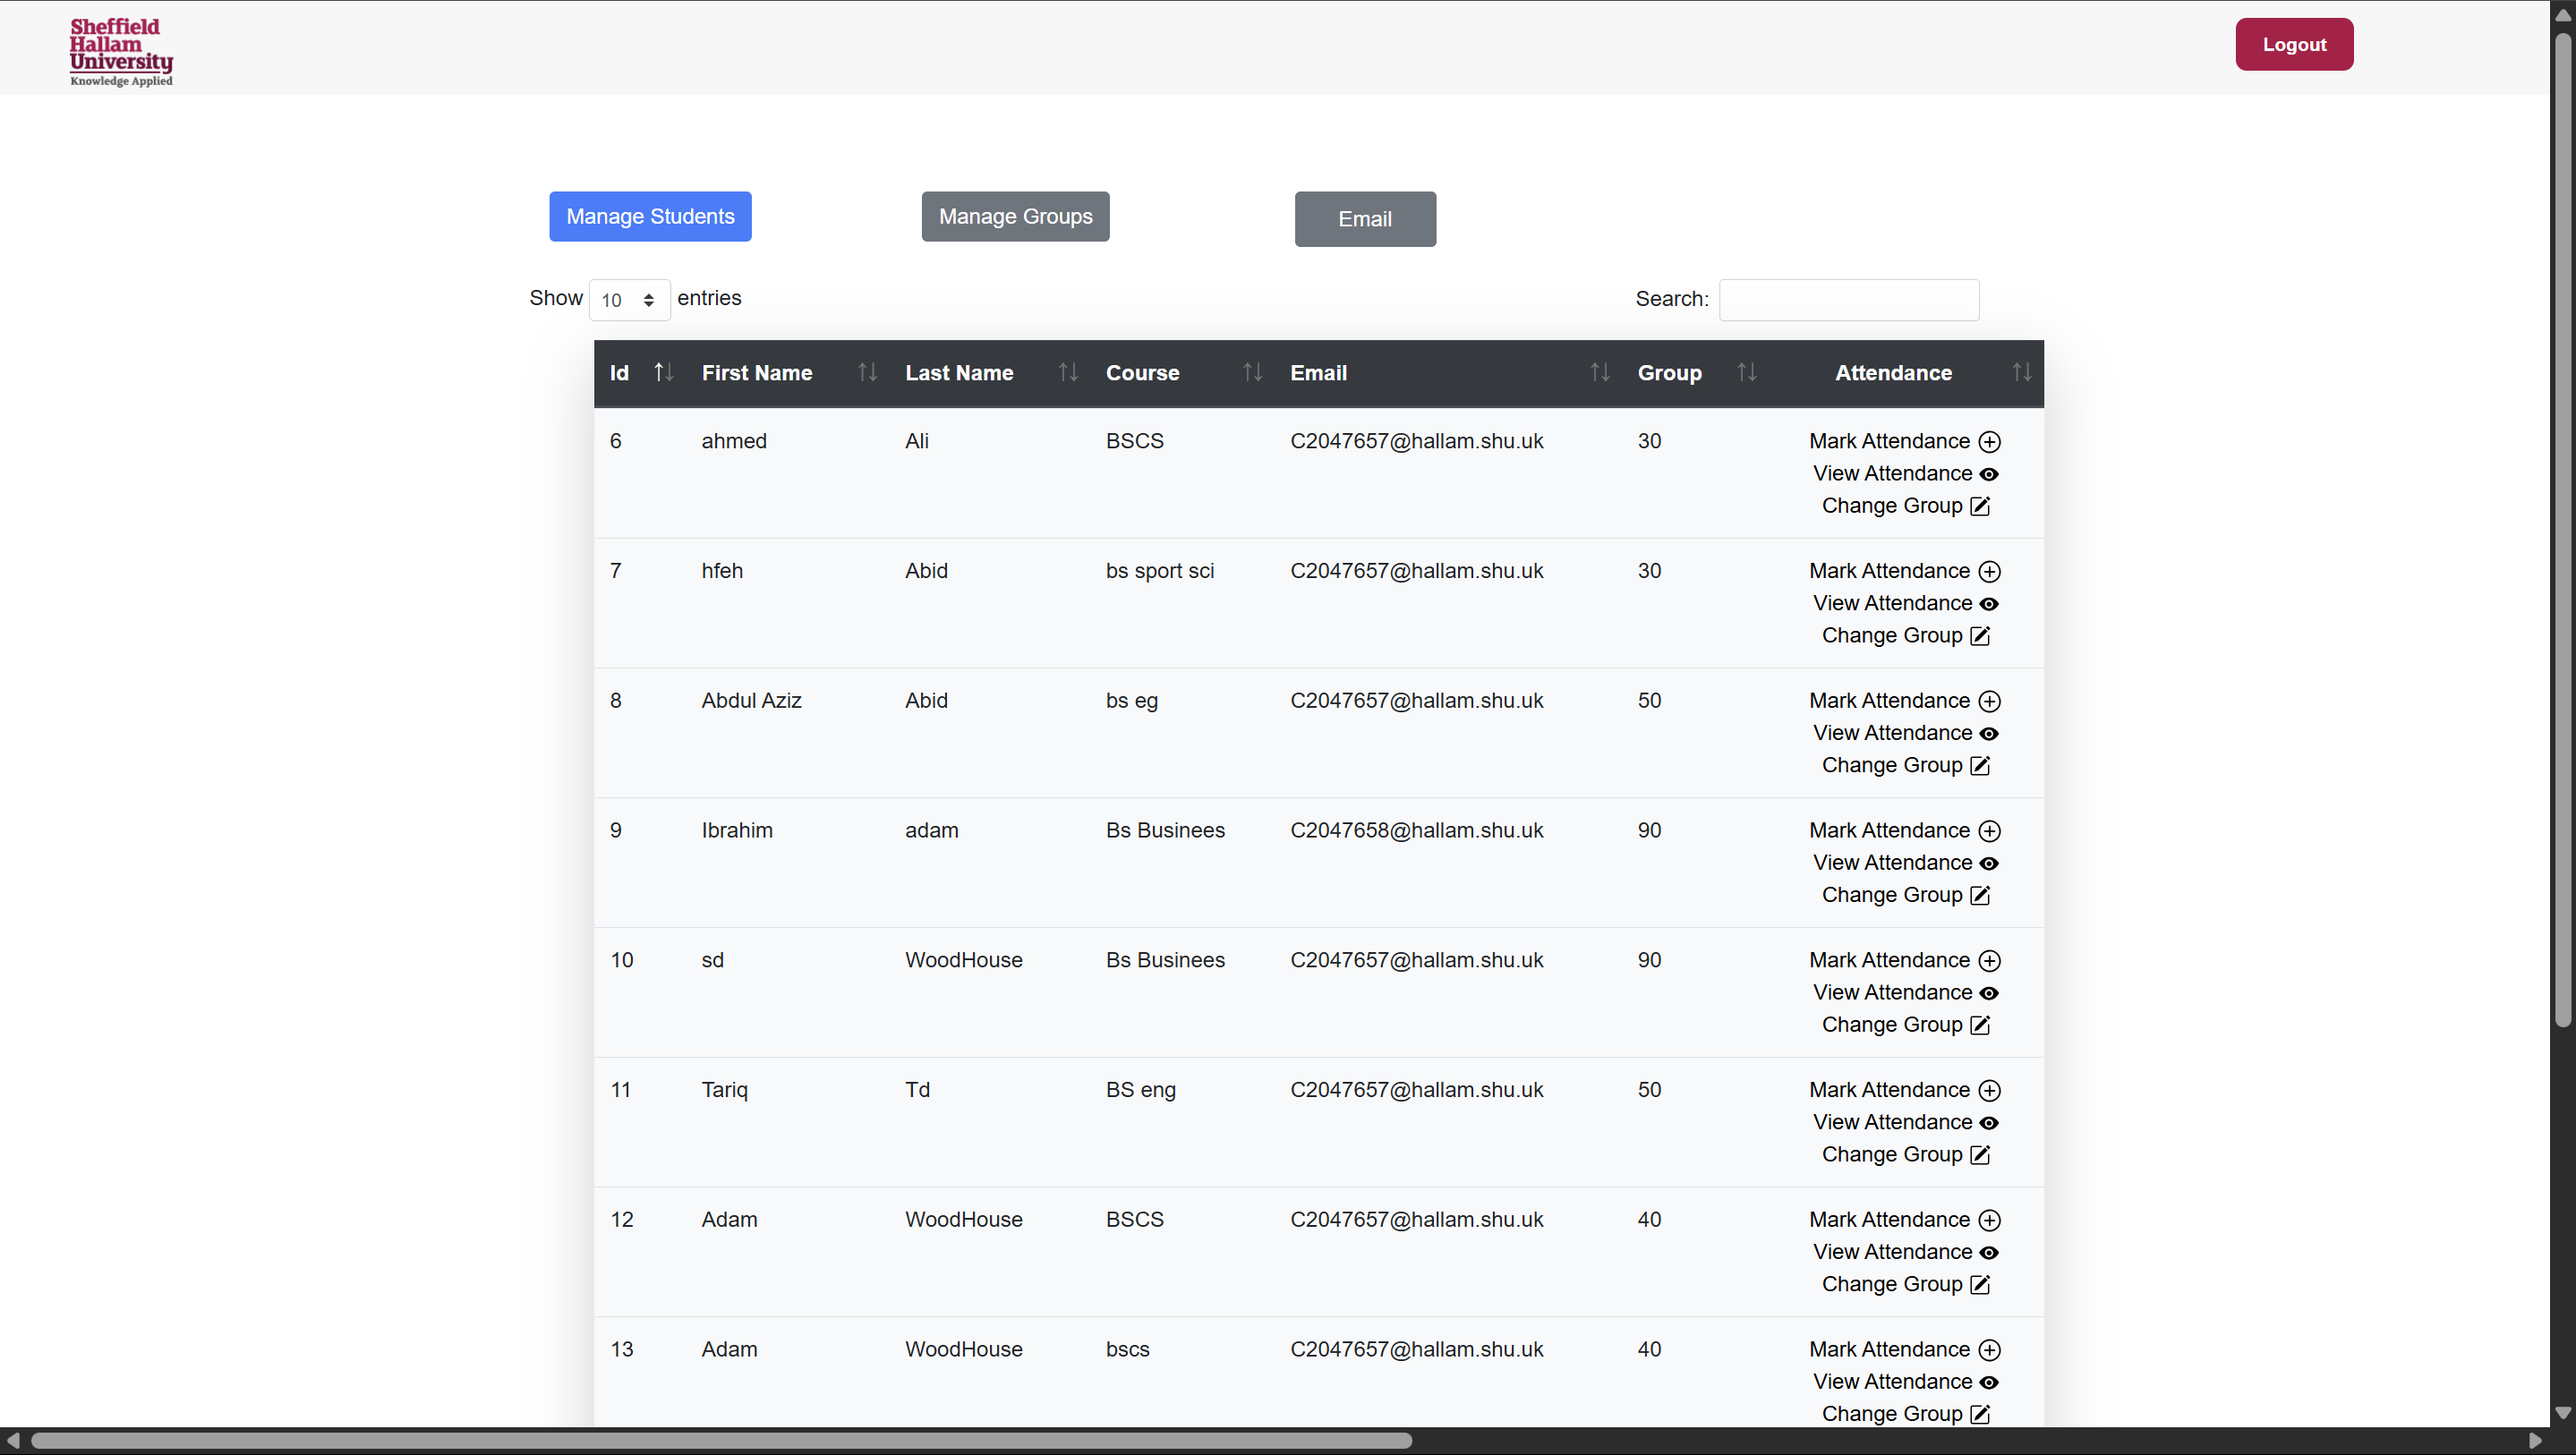 Sheffield
Hallam
University
Knowledge Applied
Logout
Manage Students Manage Groups Email
Show 10 entries Search:
Id First Name Last Name Course Email Group Attendance
6 ahmed Ali BSCS C2047657@hallam.shu.uk 30 Mark Attendance
View Attendance
Change Group
7 hfeh Abid bs sport sci C2047657@hallam.shu.uk 30 Mark Attendance
View Attendance
Change Group
8 Abdul Aziz Abid bs eg C2047657@hallam.shu.uk 50 Mark Attendance
View Attendance
Change Group
9 Ibrahim adam Bs Businees C2047658@hallam.shu.uk 90 Mark Attendance
View Attendance
Change Group
10 sd WoodHouse Bs Businees C2047657@hallam.shu.uk 90 Mark Attendance
View Attendance
Change Group
11 Tariq Td BS eng C2047657@hallam.shu.uk 50 Mark Attendance
View Attendance
Change Group
12 Adam WoodHouse BSCS C2047657@hallam.shu.uk 40 Mark Attendance
View Attendance
Change Group
13 Adam WoodHouse bscs C2047657@hallam.shu.uk 40 Mark Attendance
View Attendance
Change Group